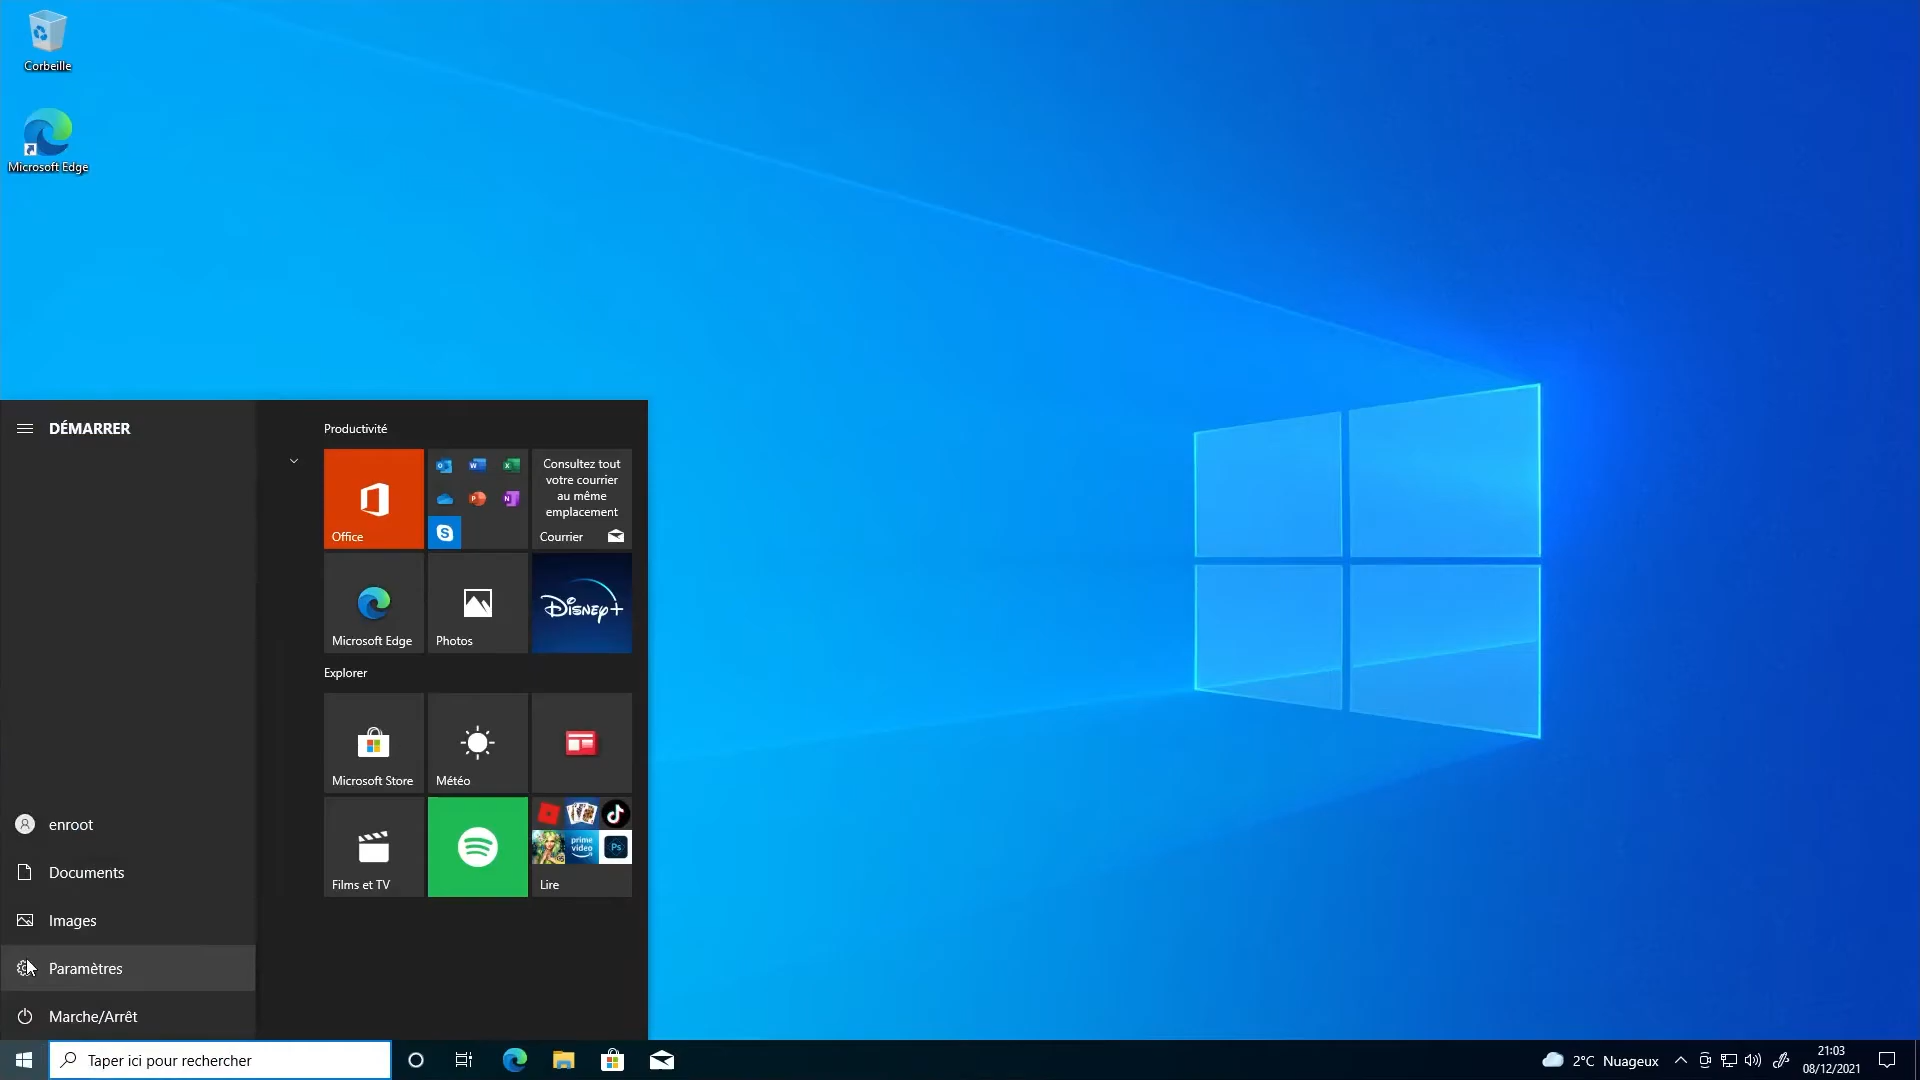 Corbeille
Microsoft Edge
DÉMARRER
Productivité
Office
Consultez tout
votre courrier
au même
emplacement
Courrier
Microsoft Edge
Photos
Disney+
Explorer
Microsoft Store
Météo
Films et TV
prime
video
Ps
Lire
enroot
Documents
Images
Paramètres
Marche/Arrêt
Taper ici pour rechercher
2°C Nuageux
21:03
08/12/2021